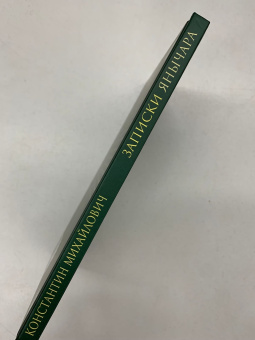 КОНСТАНТИН МИХАЙЛОВИЧ
ЗАПИСКИ ЯНЫЧАРА